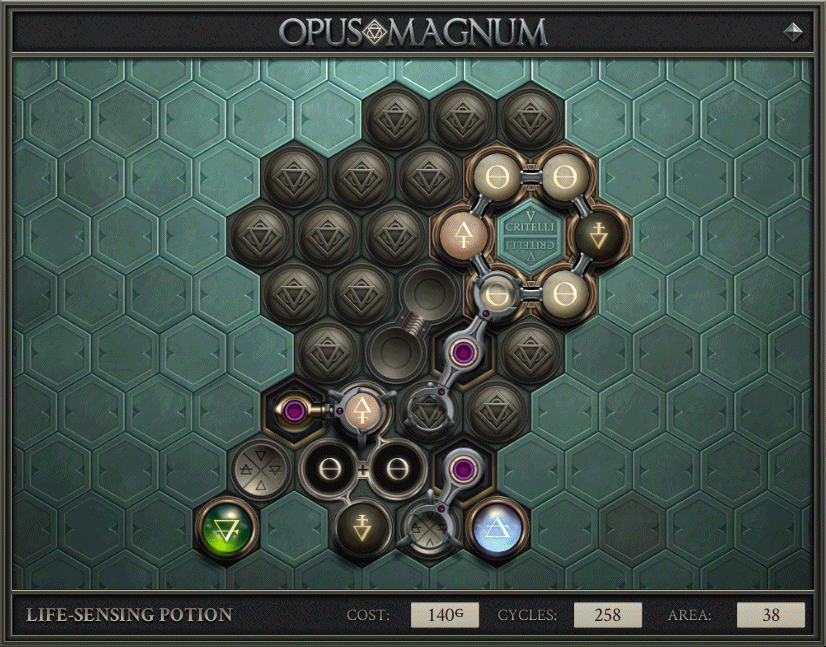 OPUS MAGNUM
V
CRITELLI
CRITELLI
V
LIFE-SENSING POTION
COST: 140G
CYCLES: 258
AREA: 38